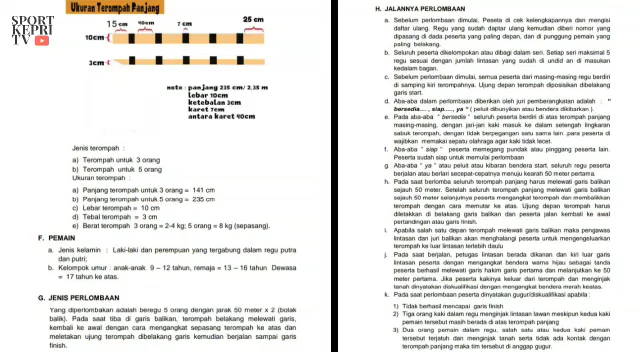 SPORT
KEPRI
TV
Ukuran Terompah Panjang
15 cm
40cm
7 cm
25 cm
10cm
3cm
note : panjang 235 cm/ 2,35 m
lebar 10cm
ketebalan 3cm
karet 7cm
antara karet 40cm
Jenis terompah :
a) Terompah untuk 3 orang
b) Terompah untuk 5 orang
Ukuran terompah :
a) Panjang terompah untuk 3 orang = 141 cm
b) Panjang terompah untuk 5 orang = 235 cm
c) Lebar terompah = 10 cm
d) Tebal terompah = 3 cm
e) Berat terompah 3 orang = 2-4 kg; 5 orang = 8 kg (sepasang).
F. PEMAIN
a. Jenis kelamin : Laki-laki dan perempuan yang tergabung dalam regu putra
dan putri;
b. Kelompok umur : anak-anak 9 – 12 tahun, remaja = 13 – 16 tahun Dewasa
= 17 tahun ke atas.
G. JENIS PERLOMBAAN
Yang diperlombakan adalah beregu 5 orang dengan jarak 50 meter x 2 (bolak
balik). Pada saat tiba di garis balikan, terompah belakang melewati garis,
kembali ke awal dengan cara mengangkat sepasang terompah ke atas dan
meletakan ujung terompah dibelakang garis kemudian berjalan sampai garis
finish.
H. JALANNYA PERLOMBAAN
a. Sebelum perlombaan dimulai, Peseta di cek kelengkapannya dan mengisi
daftar ulang. Regu yang sudah daftar ulang kemudian diberi nomor yang
dipasang di dada peserta yang paling depan, dan di punggung pemain yang
paling belakang.
b. Seluruh peserta dikelompokan atau dibagi dalam seri. Setiap seri maksimal 5
regu sesuai dengan jumlah lintasan yang sudah di undid an di masukan
kedalam bagan.
c. Sebelum perlombaan dimulai, semua peserta dari masing-masing regu berdiri
di samping kiri terompahnya. Ujung depan terompah diposisikan dibelakang
garis start.
d. Aba-aba dalam perlombaan diberikan oleh juri pemberangkatan adalah : "
bersedia…. , siap….., ya " ( peluit dibunyikan atau bendera dikibarkan ).
e. Pada aba-aba " bersedia " seluruh peserta berdiri di atas terompah panjang
masing-masing, dengan jari-jari kaki masuk ke dalam setengah lingkaran
sabuk terompah, dengan tidak berpegangan satu sama lain .para peserta di
wajibkan memakai sepatu olahraga agar kaki tidak lecet.
f. Aba-aba " siap " peserta memegang pundak atau pinggang peserta lain.
Peserta sudah siap untuk memulai perlombaan
g. Aba-aba " ya " atau peluit atau kibaran bendera start, seluruh regu peserta
berjalan atau berlari secepat-cepatnya menuju kearah 50 meter pertama.
h. Pada saat berlomba seluruh terompah panjang harus melewati garis balikan
sejauh 50 meter. Setelah seluruh terompah panjang melewati garis balikan
sejauh 50 meter selanjutnya peserta mengangkat terompah dan membalikkan
terompah dengan cara memutar ke atas. Ujung depan terompah harus
diletakkan di belakang garis balikan dan peserta jalan kembali ke awal
pertandingan atau garis finish.
i. Apabila salah satu depan terompah melewati garis balikan maka pengawas
lintasan dan juri balikan akan menghalangi peserta untuk mengengeluarkan
terompah ke luar lintasan terlebih daulu
j. Pada saat berjalan, petugas lintasan berada dikanan dan kiri luar garis
lintasan peserta dengan mengangkat bendera warna hijau sebagai tanda
peserta berhasil melewati garis hakim garis pertama dan melanjutkan ke 50
meter pertama. Jika peserta kakinya keluar dari terompah dan menginjak
tanah dinyatakan diskualifikasi dengan mengangkat bendera merah keatas.
k. Pada saat perlombaan peserta dinyatakan gugur/diskualifikasi apabila :
1) Tidak berhasil mencapai garis finish
2) Tiga orang kaki dalam regu menginjak lintasan lawan meskipun kedua kaki
pemain tersebut masih berada di atas terompah panjang
3) Dua orang pemain dalam regu, salah satu atau kedua kaki pemain
tersebut terjatuh dan menginjak tanah serta tidak ada kontak dengan
terompah panjang maka tim tersebut di anggap gugur.